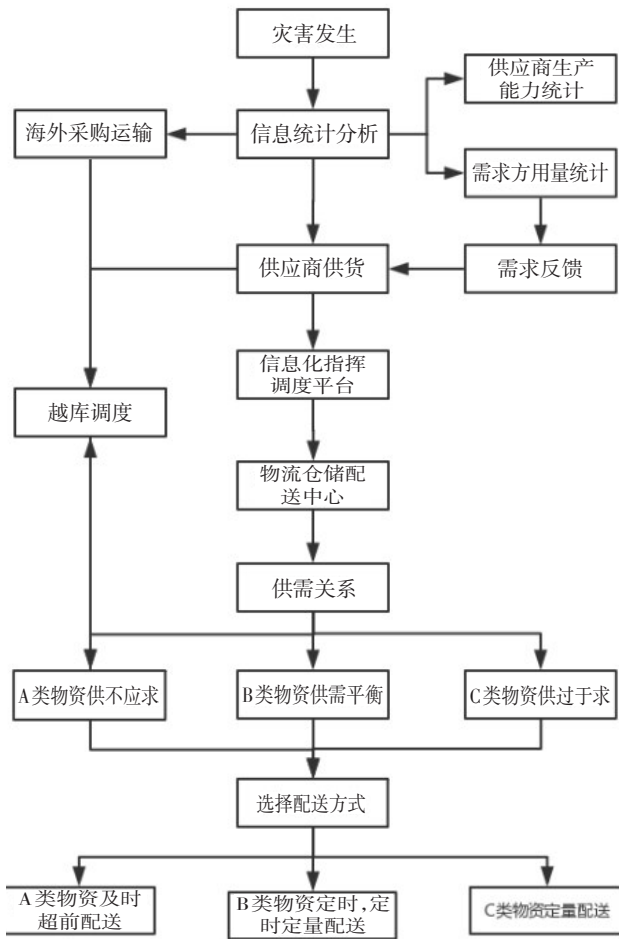 灾害发生
供应商生产
能力统计
海外采购运输
信息统计分析
需求方用量统计
供应商供货
需求反馈
信息化指挥
调度平台
越库调度
物流仓储配
送中心
供需关系
A类物资供不应求
B类物资供需平衡
C类物资供过于求
选择配送方式
A类物资及时
超前配送
B类物资定时,定
时定量配送
C类物资定量配送